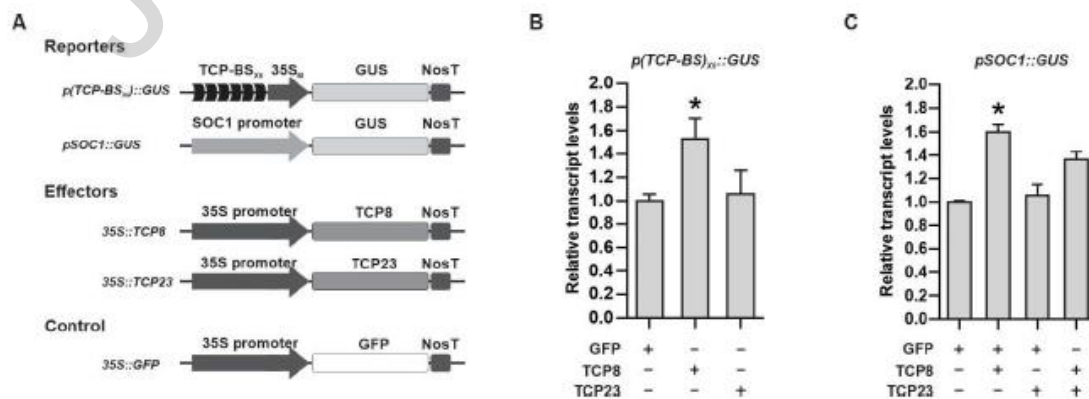 A
Reporters
TCP-BS 35S GUS NosT
p(TCP-BS)::GUS
SOC1 promoter GUS NosT
pSOC1::GUS
Effectors
35S promoter TCP8 NosT
35S::TCP8
35S promoter TCP23 NosT
35S::TCP23
Control
35S promoter GFP NosT
35S::GFP
B
p(TCP-BS)::GUS
Relative transcript levels
2.0
1.8
1.6
1.4
1.2
1.0
0.8
0.6
0.4
0.2
0.0
*
GFP + − −
TCP8 − + −
TCP23 − − +
C
pSOC1::GUS
Relative transcript levels
2.0
1.8
1.6
1.4
1.2
1.0
0.8
0.6
0.4
0.2
0.0
*
GFP + + + −
TCP8 − + − +
TCP23 − − + +